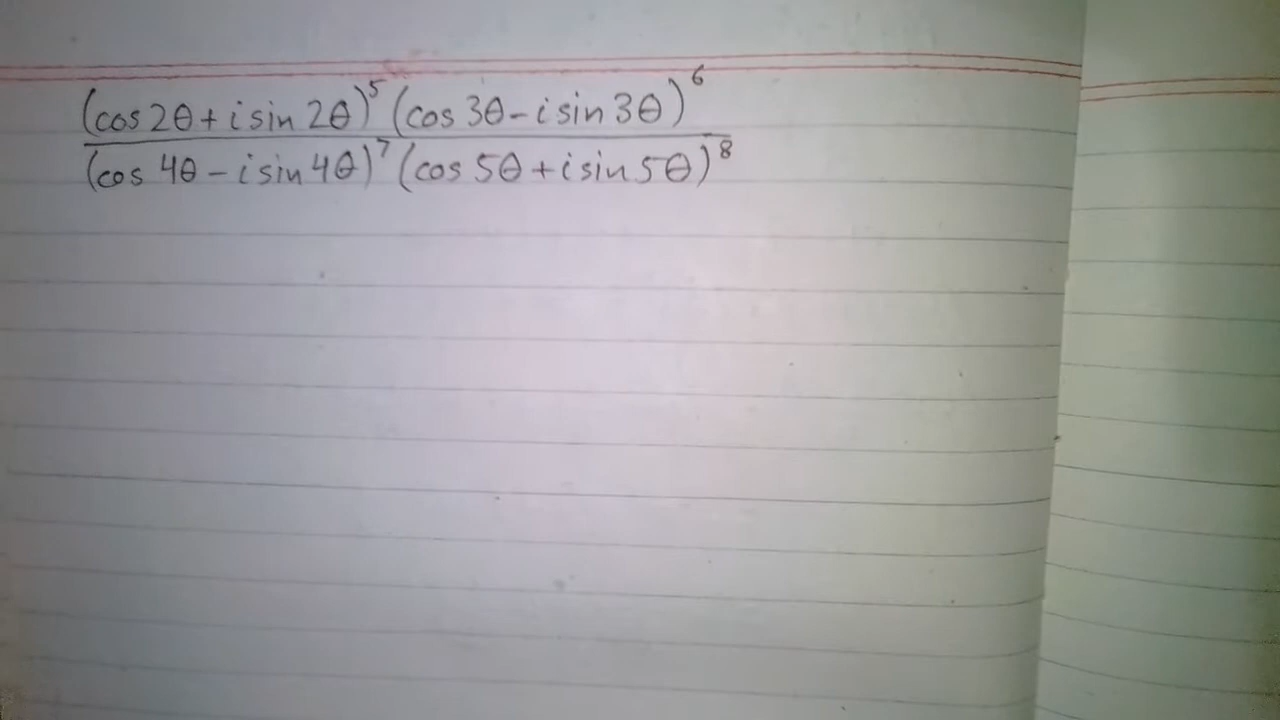 (cos 2θ + i sin 2θ)⁵ (cos 3θ - i sin 3θ)⁶
(cos 4θ - i sin 4θ)⁷ (cos 5θ + i sin 5θ)⁸